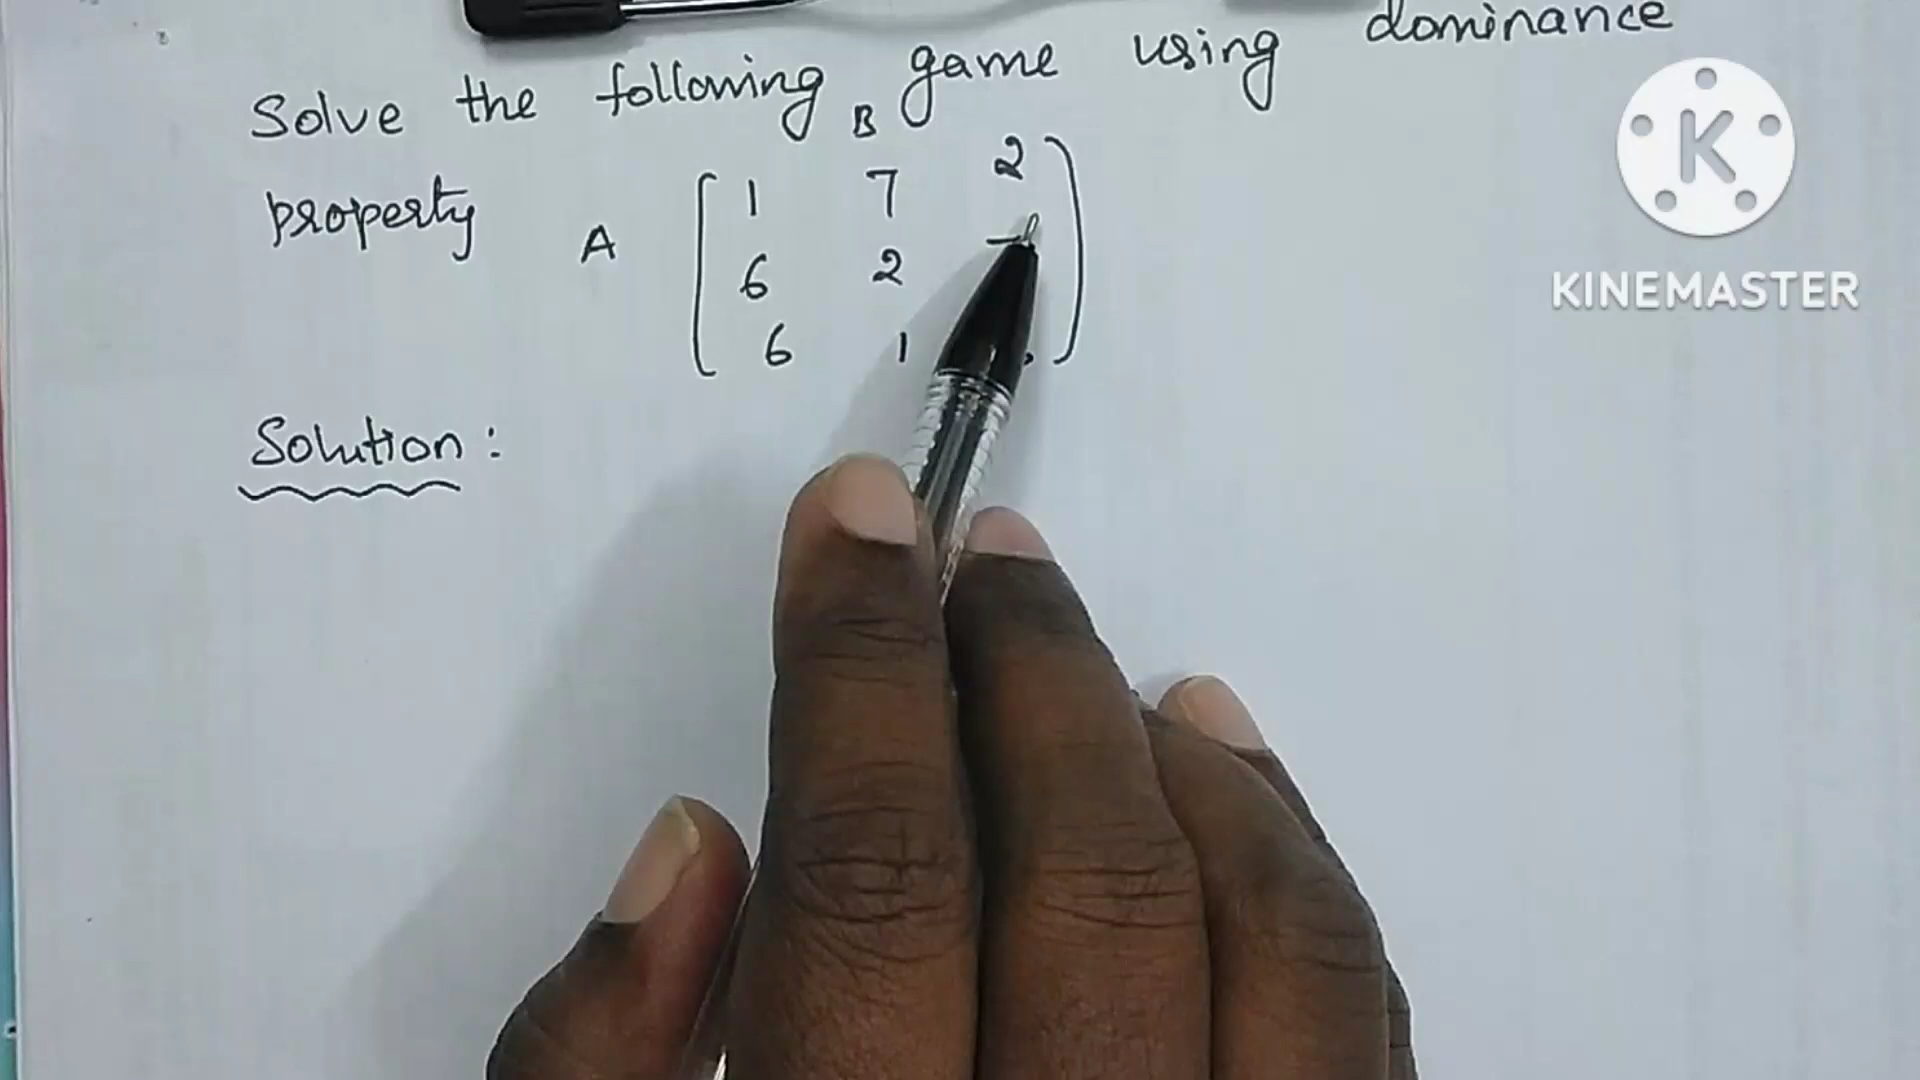 Solve the following game using dominance
B
property A
1 7 2
6 2
6 1
Solution :
K
KINEMASTER